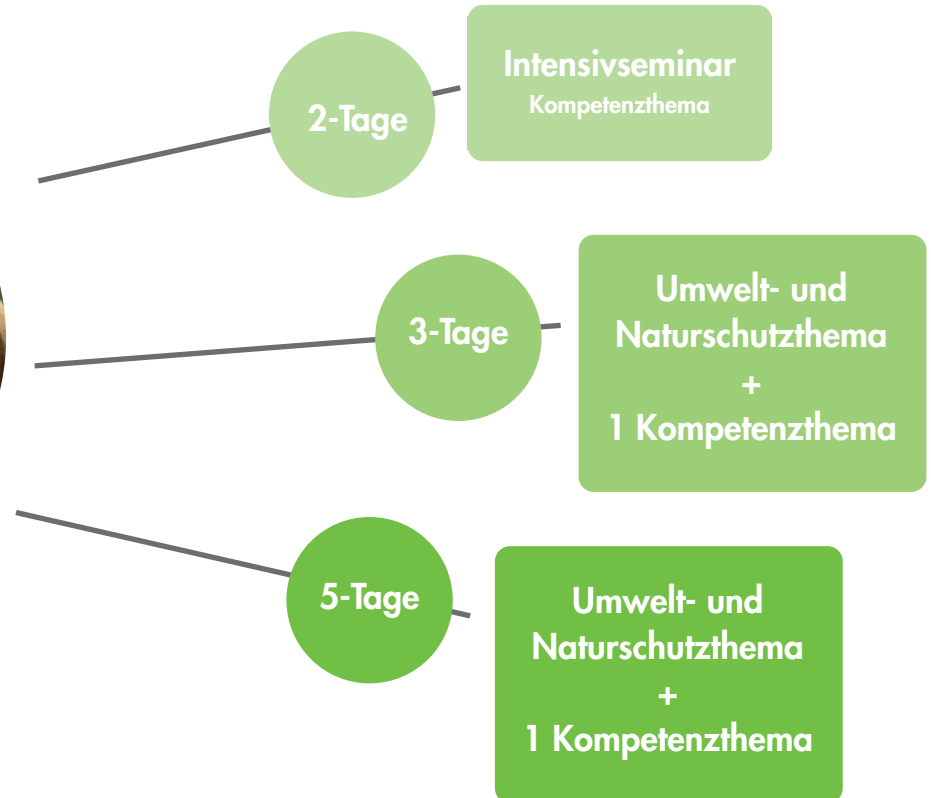 2-Tage
Intensivseminar
Kompetenzthema
3-Tage
Umwelt- und
Naturschutzthema
+
1 Kompetenzthema
5-Tage
Umwelt- und
Naturschutzthema
+
1 Kompetenzthema